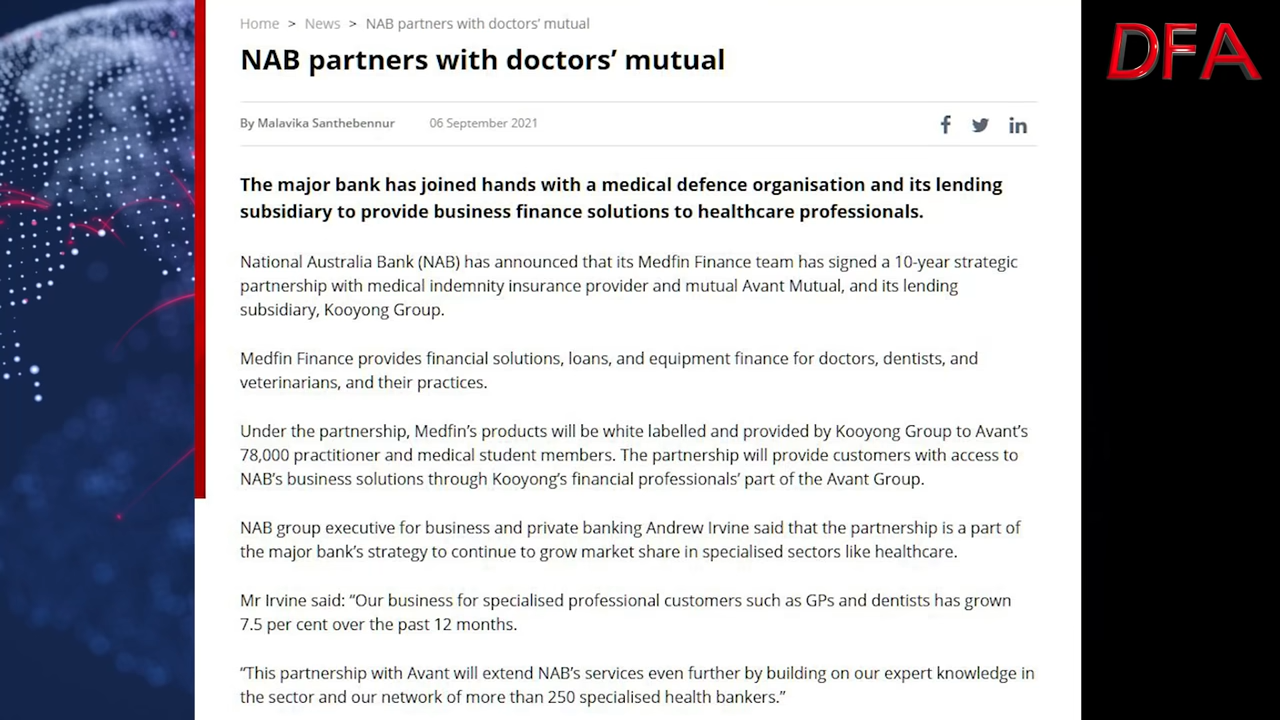 Home > News > NAB partners with doctors’ mutual
DFA
NAB partners with doctors’ mutual
By Malavika Santhebennur 06 September 2021
The major bank has joined hands with a medical defence organisation and its lending
subsidiary to provide business finance solutions to healthcare professionals.
National Australia Bank (NAB) has announced that its Medfin Finance team has signed a 10-year strategic
partnership with medical indemnity insurance provider and mutual Avant Mutual, and its lending
subsidiary, Kooyong Group.
Medfin Finance provides financial solutions, loans, and equipment finance for doctors, dentists, and
veterinarians, and their practices.
Under the partnership, Medfin’s products will be white labelled and provided by Kooyong Group to Avant’s
78,000 practitioner and medical student members. The partnership will provide customers with access to
NAB’s business solutions through Kooyong’s financial professionals’ part of the Avant Group.
NAB group executive for business and private banking Andrew Irvine said that the partnership is a part of
the major bank’s strategy to continue to grow market share in specialised sectors like healthcare.
Mr Irvine said: “Our business for specialised professional customers such as GPs and dentists has grown
7.5 per cent over the past 12 months.
“This partnership with Avant will extend NAB’s services even further by building on our expert knowledge in
the sector and our network of more than 250 specialised health bankers.”